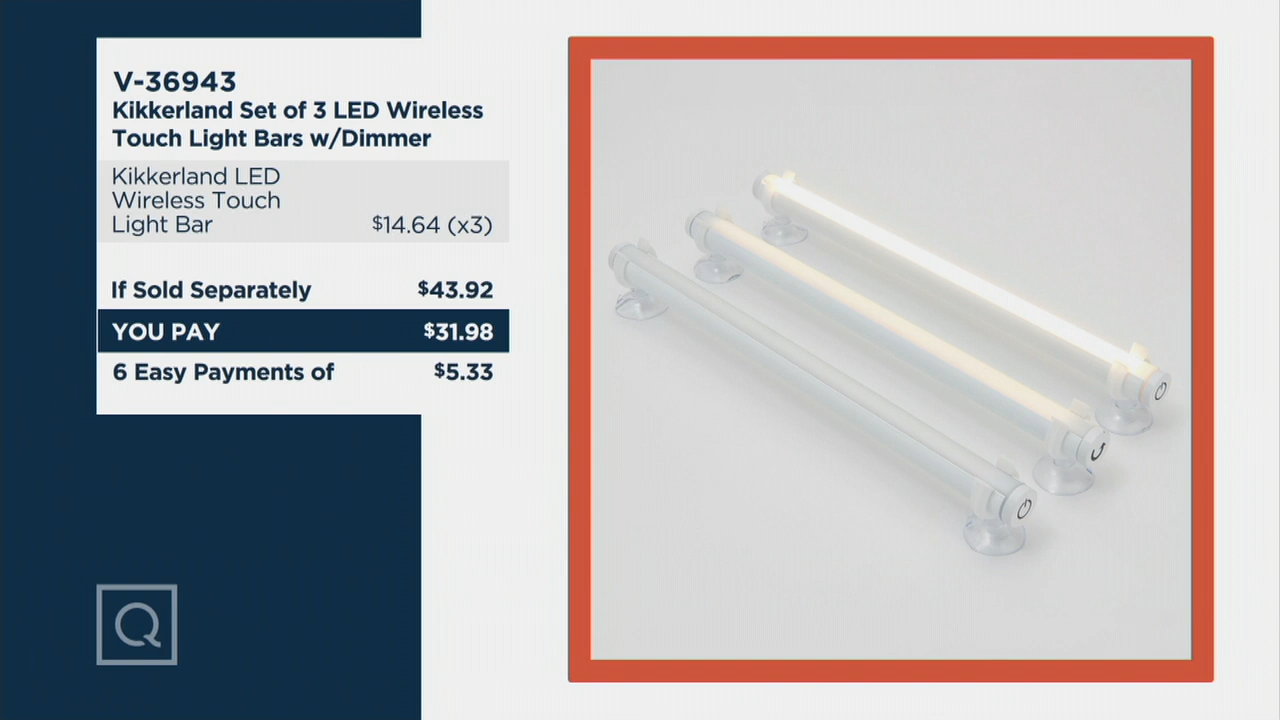 V-36943
Kikkerland Set of 3 LED Wireless
Touch Light Bars w/Dimmer
Kikkerland LED
Wireless Touch
Light Bar $14.64 (x3)
If Sold Separately $43.92
YOU PAY $31.98
6 Easy Payments of $5.33
Q